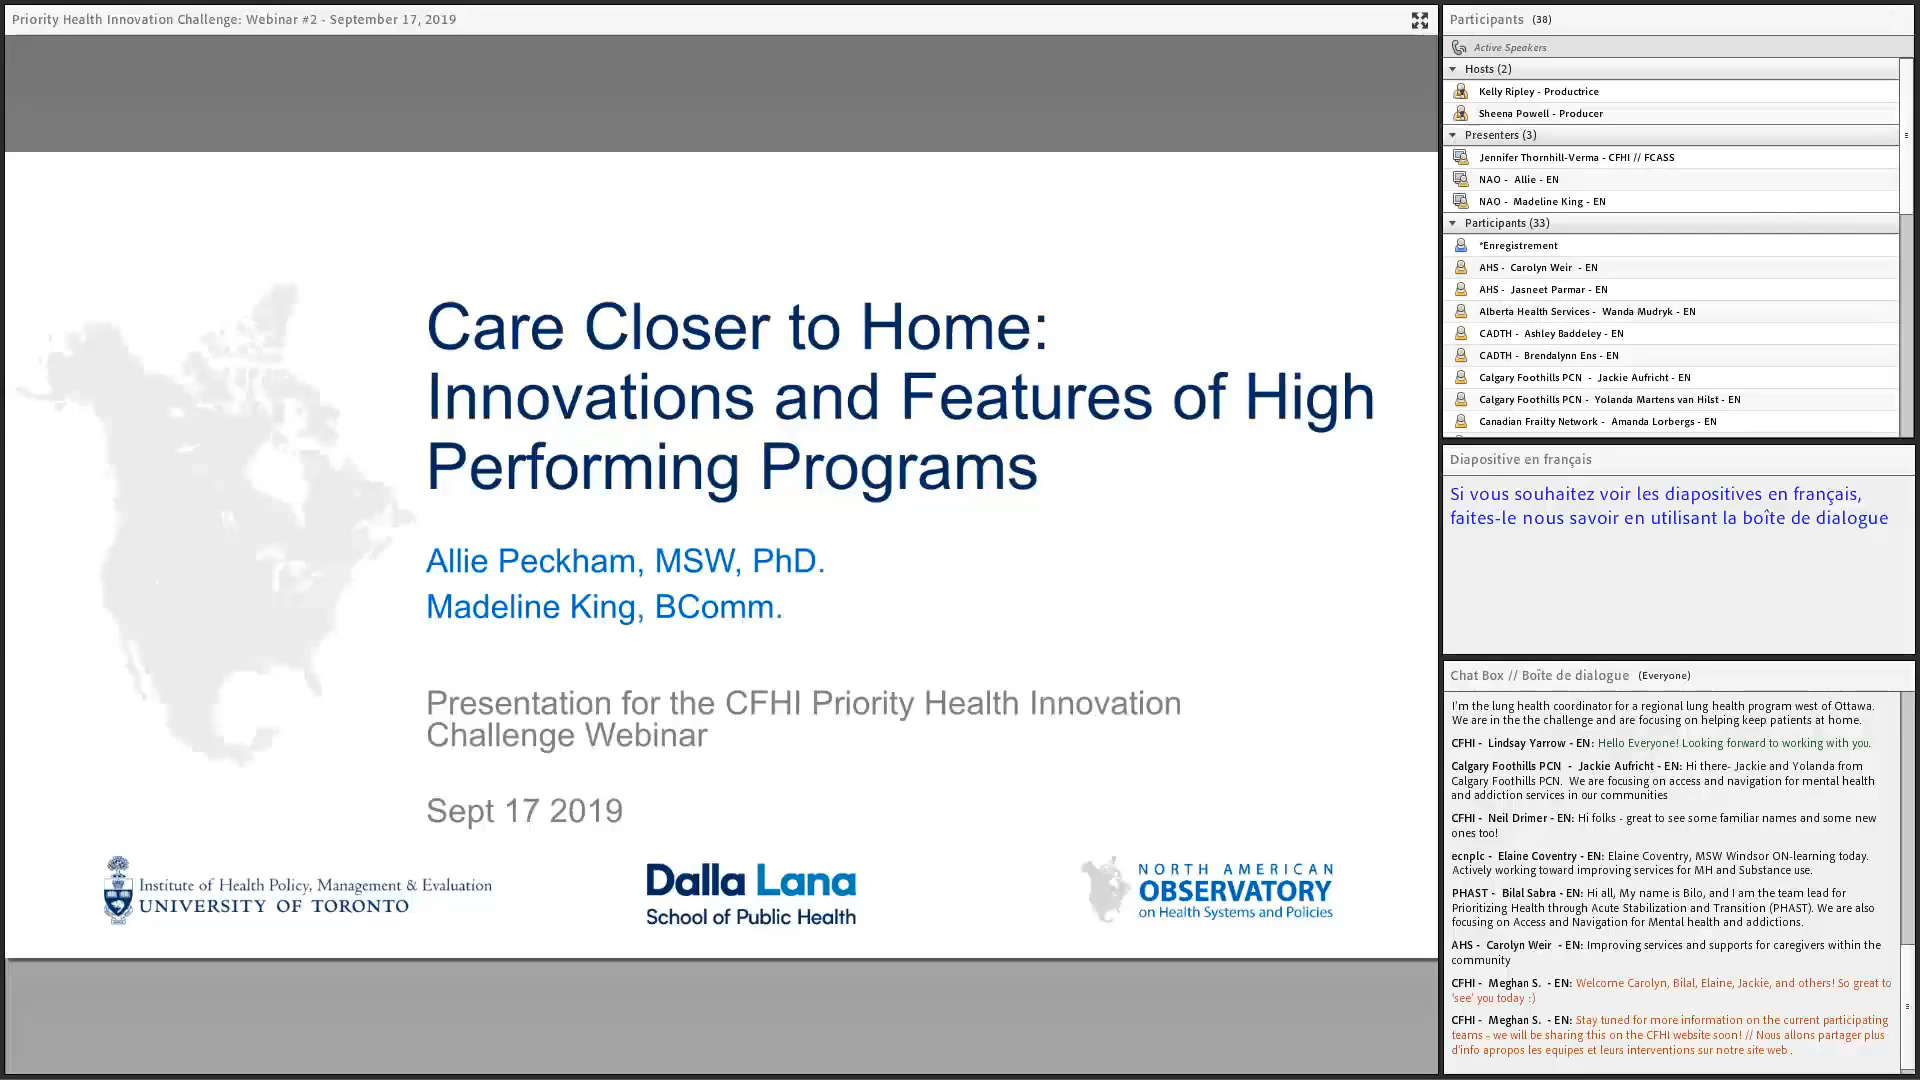 Priority Health Innovation Challenge: Webinar #2 - September 17, 2019
Care Closer to Home:
Innovations and Features of High
Performing Programs
Allie Peckham, MSW, PhD.
Madeline King, BComm.
Presentation for the CFHI Priority Health Innovation
Challenge Webinar
Sept 17 2019
Institute of Health Policy, Management & Evaluation
UNIVERSITY OF TORONTO
Dalla Lana
School of Public Health
NORTH AMERICAN
OBSERVATORY
on Health Systems and Policies
Participants (38)
Active Speakers
Hosts (2)
Kelly Ripley - Productrice
Sheena Powell - Producer
Presenters (3)
Jennifer Thornhill-Verma - CFHI // FCASS
NAO - Allie - EN
NAO - Madeline King - EN
Participants (33)
*Enregistrement
AHS - Carolyn Weir - EN
AHS - Jasneet Parmar - EN
Alberta Health Services - Wanda Mudryk - EN
CADTH - Ashley Baddeley - EN
CADTH - Brendalynn Ens - EN
Calgary Foothills PCN - Jackie Aufricht - EN
Calgary Foothills PCN - Yolanda Martens van Hilst - EN
Canadian Frailty Network - Amanda Lorbergs - EN
Diapositive en français
Si vous souhaitez voir les diapositives en français,
faites-le nous savoir en utilisant la boîte de dialogue
Chat Box // Boîte de dialogue (Everyone)
I'm the lung health coordinator for a regional lung health program west of Ottawa.
We are in the the challenge and are focusing on helping keep patients at home.
CFHI - Lindsay Yarrow - EN: Hello Everyone! Looking forward to working with you.
Calgary Foothills PCN - Jackie Aufricht - EN: Hi there- Jackie and Yolanda from
Calgary Foothills PCN. We are focusing on access and navigation for mental health
and addiction services in our communities
CFHI - Neil Drimer - EN: Hi folks - great to see some familiar names and some new
ones too!
ecnplc - Elaine Coventry - EN: Elaine Coventry, MSW Windsor ON-learning today.
Actively working toward improving services for MH and Substance use.
PHAST - Bilal Sabra - EN: Hi all, My name is Bilo, and I am the team lead for
Prioritizing Health through Acute Stabilization and Transition (PHAST). We are also
focusing on Access and Navigation for Mental health and addictions.
AHS - Carolyn Weir - EN: Improving services and supports for caregivers within the
community
CFHI - Meghan S. - EN: Welcome Carolyn, Bilal, Elaine, Jackie, and others! So great to
'see' you today :)
CFHI - Meghan S. - EN: Stay tuned for more information on the current participating
teams - we will be sharing this on the CFHI website soon! // Nous allons partager plus
d'info apropos les equipes et leurs interventions sur notre site web .